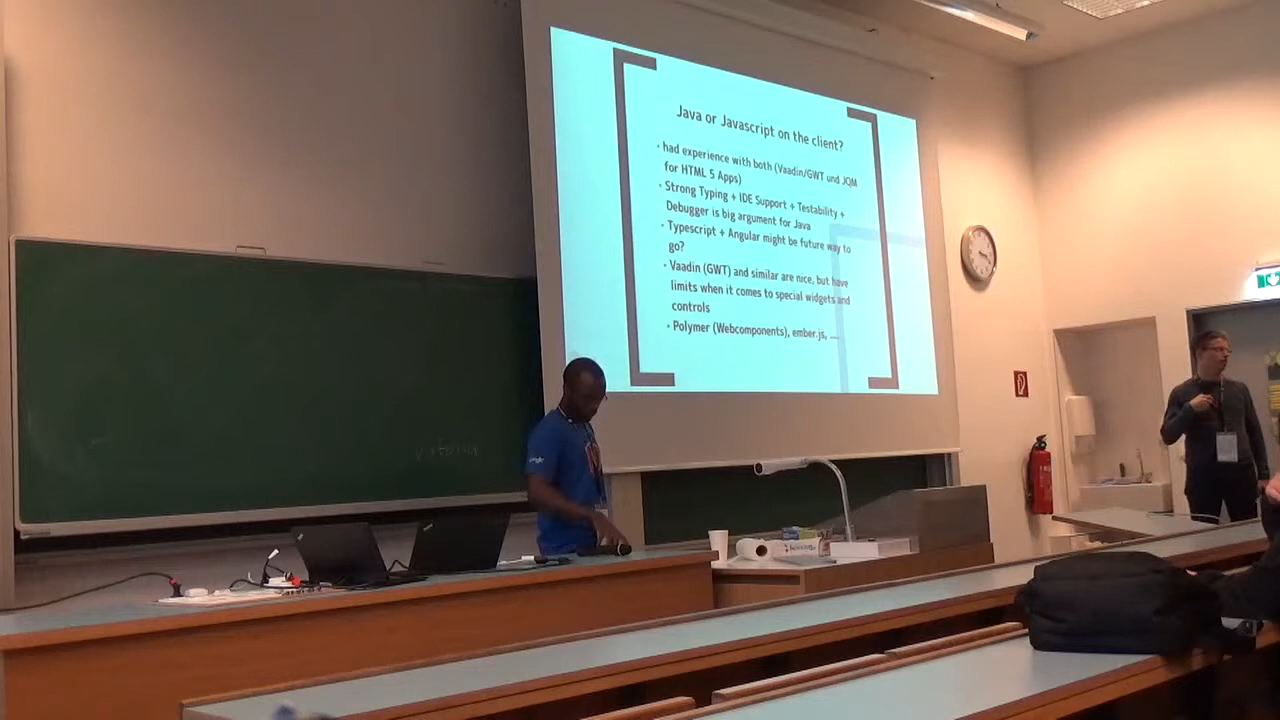 Java or Javascript on the client?
• had experience with both (Vaadin/GWT und JQM
for HTML 5 Apps)
• Strong Typing + IDE Support + Testability +
Debugger is big argument for Java
• Typescript + Angular might be future way to
go?
• Vaadin (GWT) and similar are nice, but have
limits when it comes to special widgets and
controls
• Polymer (Webcomponents), ember.js, ...